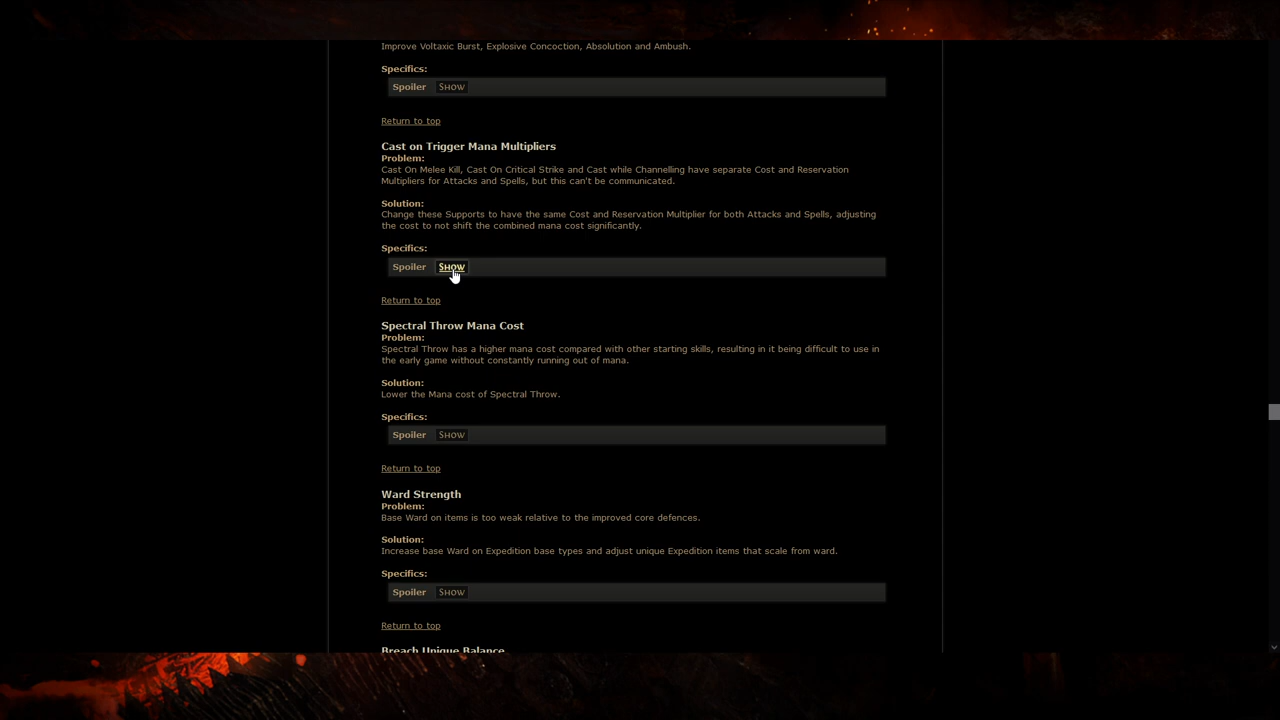 Improve Voltaxic Burst, Explosive Concoction, Absolution and Ambush.
Specifics:
Spoiler Show
Return to top
Cast on Trigger Mana Multipliers
Problem:
Cast On Melee Kill, Cast On Critical Strike and Cast while Channelling have separate Cost and Reservation
Multipliers for Attacks and Spells, but this can't be communicated.
Solution:
Change these Supports to have the same Cost and Reservation Multiplier for both Attacks and Spells, adjusting
the cost to not shift the combined mana cost significantly.
Specifics:
Spoiler Show
Return to top
Spectral Throw Mana Cost
Problem:
Spectral Throw has a higher mana cost compared with other starting skills, resulting in it being difficult to use in
the early game without constantly running out of mana.
Solution:
Lower the Mana cost of Spectral Throw.
Specifics:
Spoiler Show
Return to top
Ward Strength
Problem:
Base Ward on items is too weak relative to the improved core defences.
Solution:
Increase base Ward on Expedition base types and adjust unique Expedition items that scale from ward.
Specifics:
Spoiler Show
Return to top
Breach Unique Balance